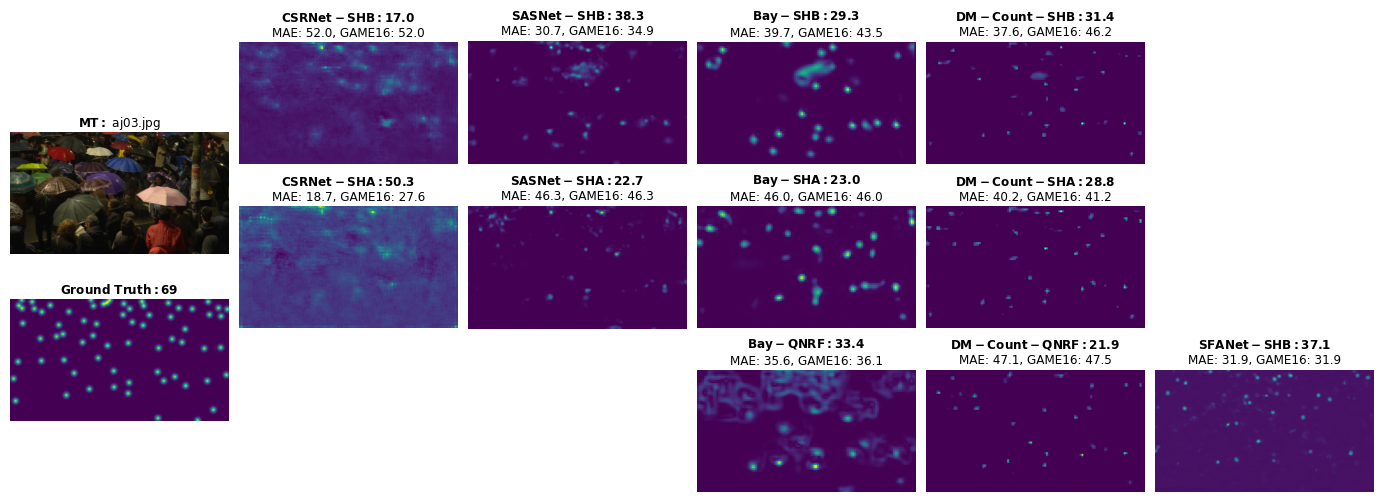 CSRNet−SHB:17.0
MAE: 52.0, GAME16: 52.0
SASNet−SHB:38.3
MAE: 30.7, GAME16: 34.9
Bay−SHB:29.3
MAE: 39.7, GAME16: 43.5
DM−Count−SHB:31.4
MAE: 37.6, GAME16: 46.2
MT: aj03.jpg
CSRNet−SHA:50.3
MAE: 18.7, GAME16: 27.6
SASNet−SHA:22.7
MAE: 46.3, GAME16: 46.3
Bay−SHA:23.0
MAE: 46.0, GAME16: 46.0
DM−Count−SHA:28.8
MAE: 40.2, GAME16: 41.2
Ground Truth:69
Bay−QNRF:33.4
MAE: 35.6, GAME16: 36.1
DM−Count−QNRF:21.9
MAE: 47.1, GAME16: 47.5
SFANet−SHB:37.1
MAE: 31.9, GAME16: 31.9